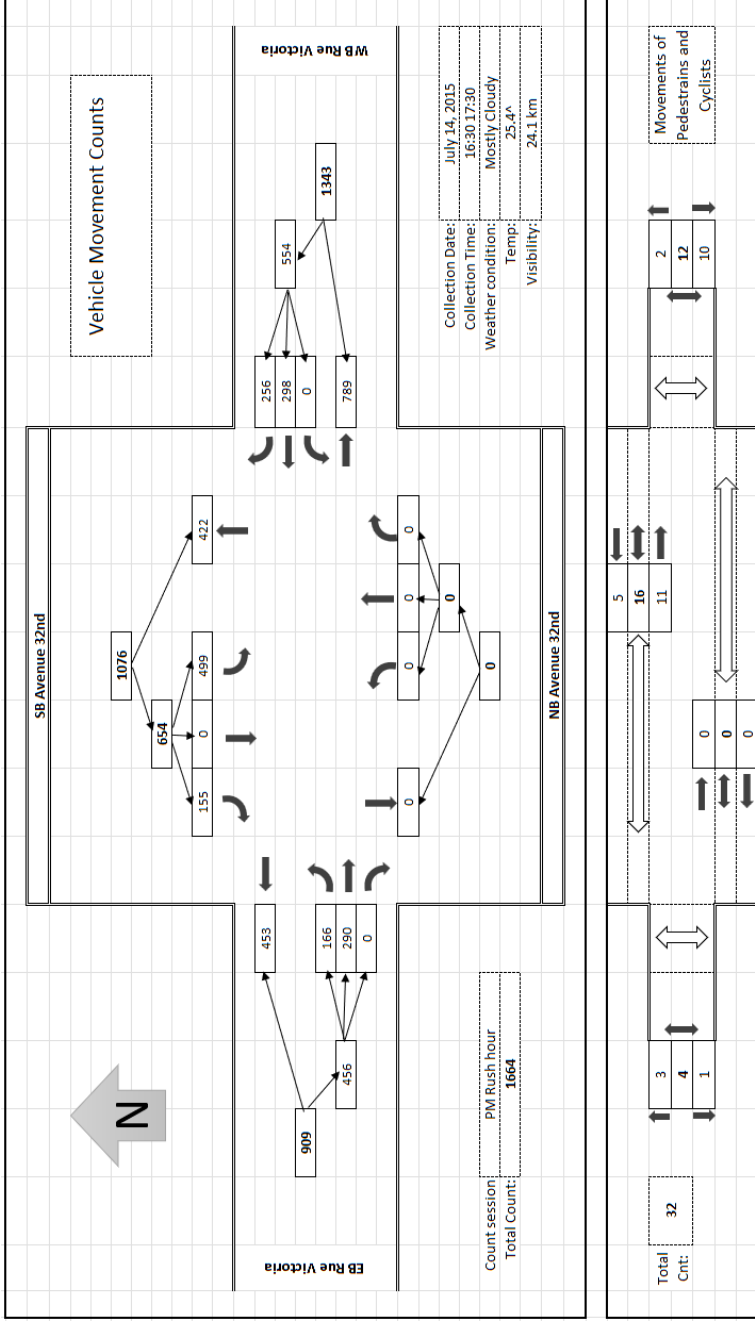 Vehicle Movement Counts
N
SB Avenue 32nd
1076
654
155
0
499
422
EB Rue Victoria
909
453
456
166
290
0
WB Rue Victoria
256
298
0
554
789
1343
0
0
0
0
0
0
NB Avenue 32nd
Count session PM Rush hour
Total Count: 1664
Collection Date: July 14, 2015
Collection Time: 16:30 17:30
Weather condition: Mostly Cloudy
Temp: 25.4^
Visibility: 24.1 km
Total
Cnt:
32
3
4
1
5
16
11
0
0
0
2
12
10
Movements of
Pedestrains and
Cyclists